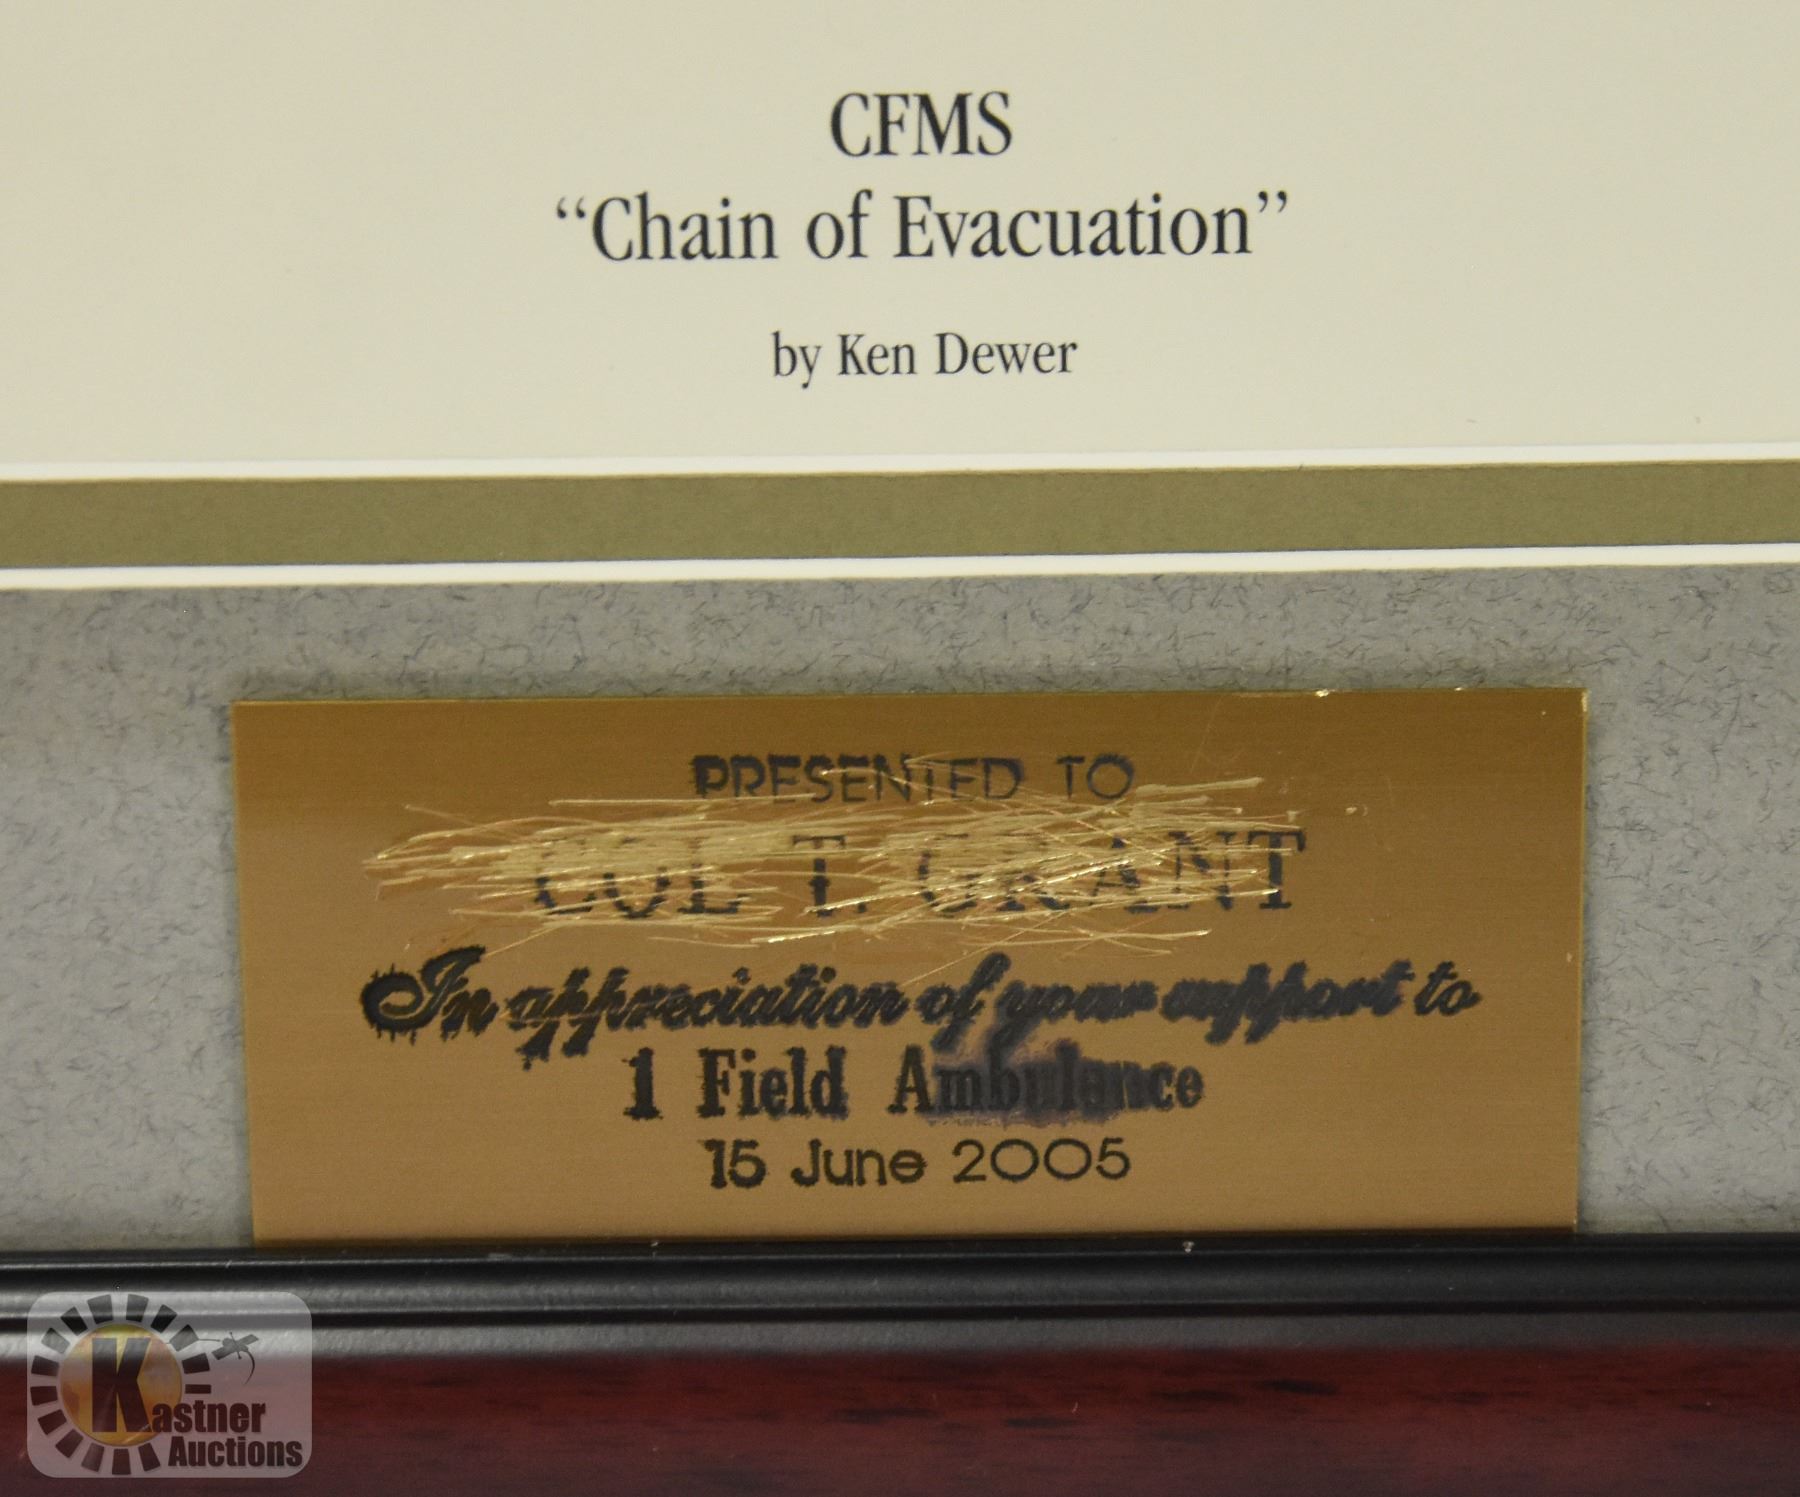 CFMS
“Chain of Evacuation”
by Ken Dewer
PRESENTED TO
COL T. GRANT
In appreciation of your support to
1 Field Ambulance
15 June 2005
Kastner
Auctions